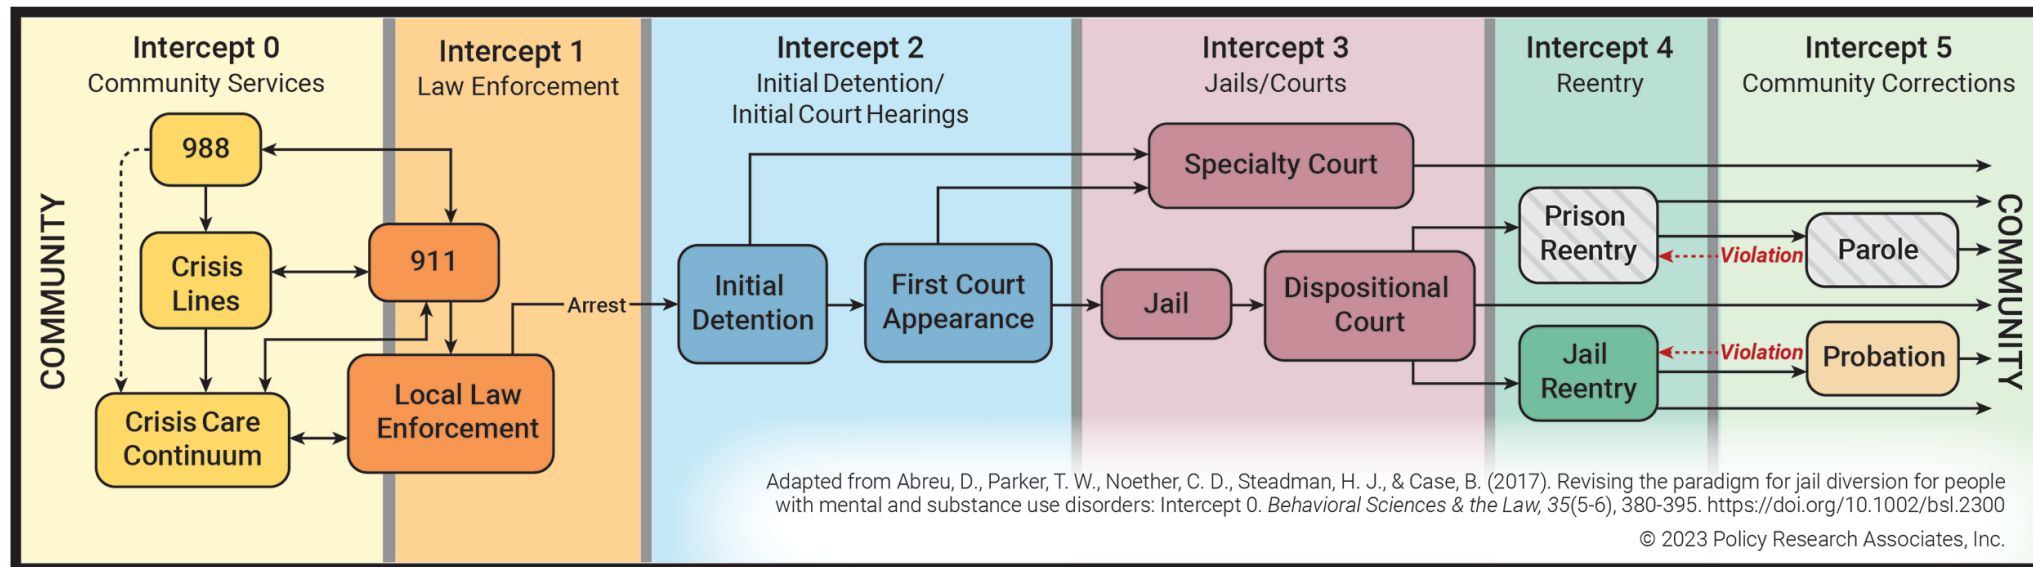 Intercept 0
Community Services
Intercept 1
Law Enforcement
Intercept 2
Initial Detention/
Initial Court Hearings
Intercept 3
Jails/Courts
Intercept 4
Reentry
Intercept 5
Community Corrections
COMMUNITY
988
Crisis
Lines
Crisis Care
Continuum
911
Local Law
Enforcement
Arrest
Initial
Detention
First Court
Appearance
Specialty Court
Jail
Dispositional
Court
Prison
Reentry
Violation
Parole
Jail
Reentry
Violation
Probation
COMMUNITY
Adapted from Abreu, D., Parker, T. W., Noether, C. D., Steadman, H. J., & Case, B. (2017). Revising the paradigm for jail diversion for people
with mental and substance use disorders: Intercept 0. Behavioral Sciences & the Law, 35(5-6), 380-395. https://doi.org/10.1002/bsl.2300
© 2023 Policy Research Associates, Inc.